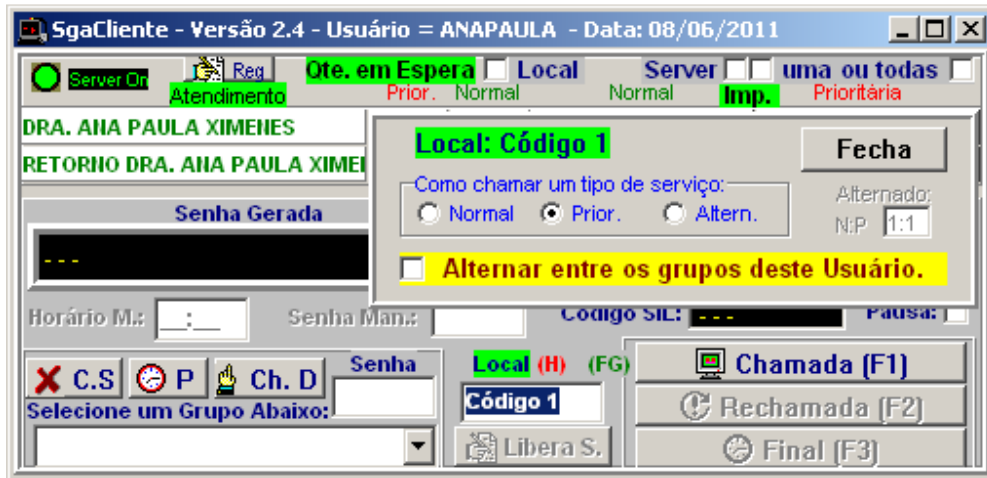 SgaCliente - Versão 2.4 - Usuário = ANAPAULA - Data: 08/06/2011
Server On Reg Qte. em Espera Local Server uma ou todas
Atendimento Prior. Normal Normal Imp. Prioritária
DRA. ANA PAULA XIMENES
RETORNO DRA. ANA PAULA XIME
Local: Código 1 Fecha
Como chamar um tipo de serviço:
Normal Prior. Altern.
Alternado:
N:P 1:1
Alternar entre os grupos deste Usuário.
Senha Gerada
---
Horário M.: __:__ Senha Man.: Código SIL: --- Pausa:
C.S P Ch. D Senha
Selecione um Grupo Abaixo:
Local (H) (FG)
Código 1
Libera S.
Chamada (F1)
Rechamada (F2)
Final (F3)